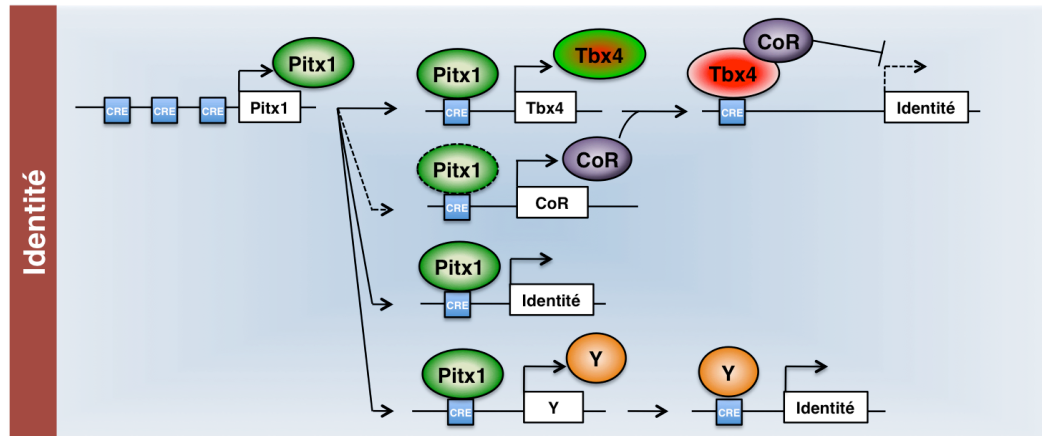 Identité
CRE
CRE
CRE
Pitx1
Pitx1
Pitx1
CRE
Tbx4
Tbx4
Tbx4
CoR
CRE
Identité
Pitx1
CRE
CoR
CoR
Pitx1
CRE
Identité
Pitx1
CRE
Y
Y
Y
CRE
Identité